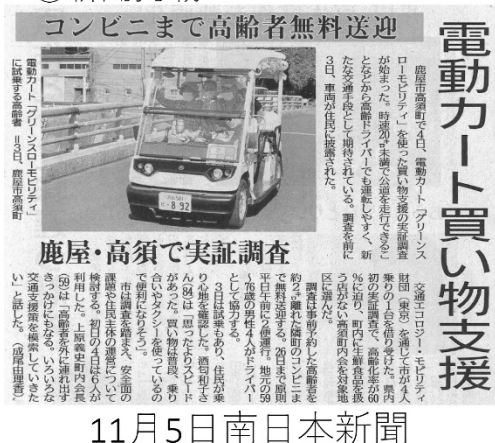 コンビニまで高齢者無料送迎
電動カート買い物支援
鹿屋市高須町で4日、電動カート「グリーンス
ローモビリティ」を使った買い物支援の実証調査
が始まった。時速20㌔未満で公道を走行できるこ
となどから高齢ドライバーでも運転しやすく、新
たな交通手段として期待されている。調査を前に
3日、車両が住民に披露された。
電動カート「グリーンスローモビリティ」
に試乗する高齢者=3日、鹿屋市高須町
鹿屋・高須で実証調査
交通エコロジー・モビリティ
財団(東京)を通じて市が4人
乗りの1台を借り受けた。県内
初の実証調査で、高齢化率が60
%に迫り、町内に生鮮食品を扱
う店がない高須町内会を対象地
区に選んだ。
調査は事前予約した高齢者を
約2㌔離れた隣町のコンビニま
で無料送迎する。26日まで原則
平日午前に2便運行。地元の59
~76歳の男性4人がドライバー
として協力する。
3日は試乗もあり、住民が乗
り心地を確認した。酒匂利子さ
ん(84)は「思ったよりスピード
があった。買い物は普段、乗り
合いやタクシーを使っているの
で便利になりそう」。
市は調査を踏まえ、安全面の
課題や住民主体の運営について
検討する。初日の4日は6人が
利用した。上原義史町内会長
(59)は「高齢者を外に連れ出す
きっかけにもなる。いろいろな
交通支援策を模索していきた
い」と話した。(成尾由理香)
11月5日南日本新聞